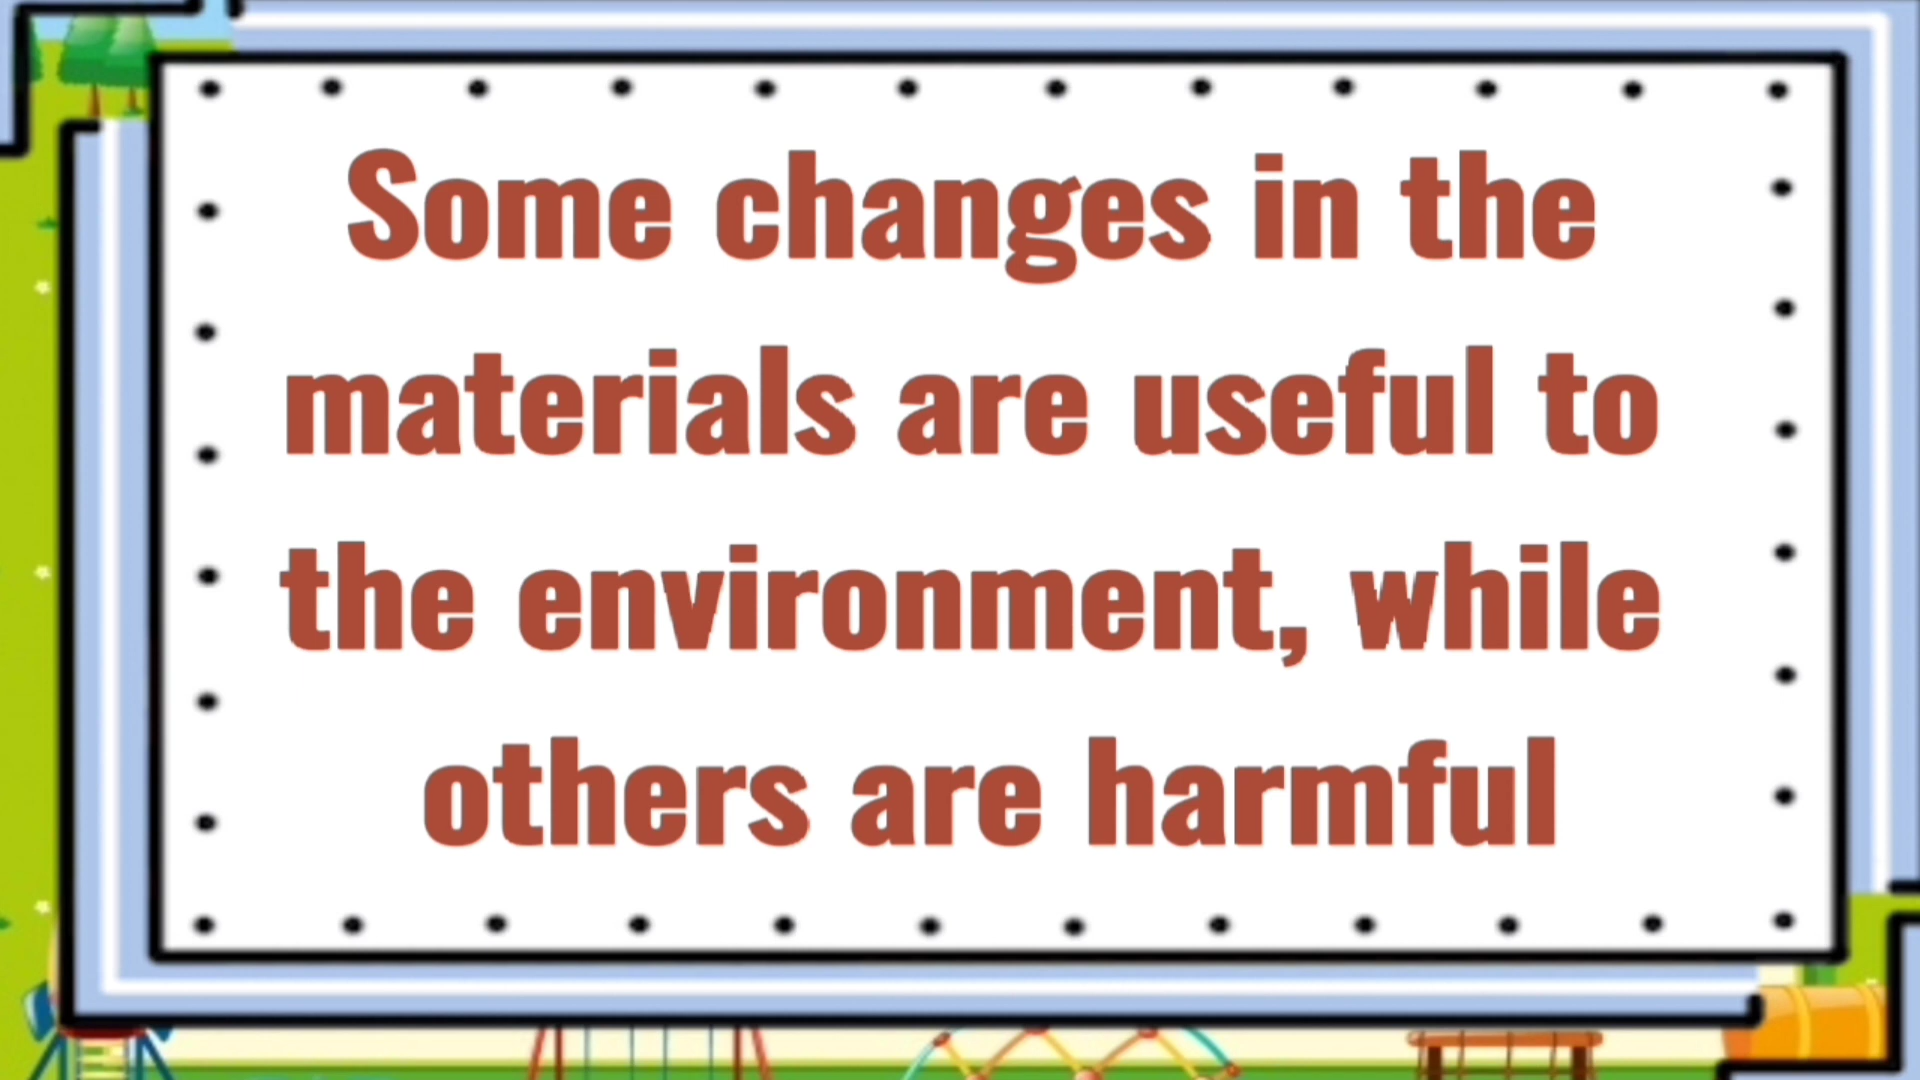 Some changes in the
materials are useful to
the environment, while
others are harmful